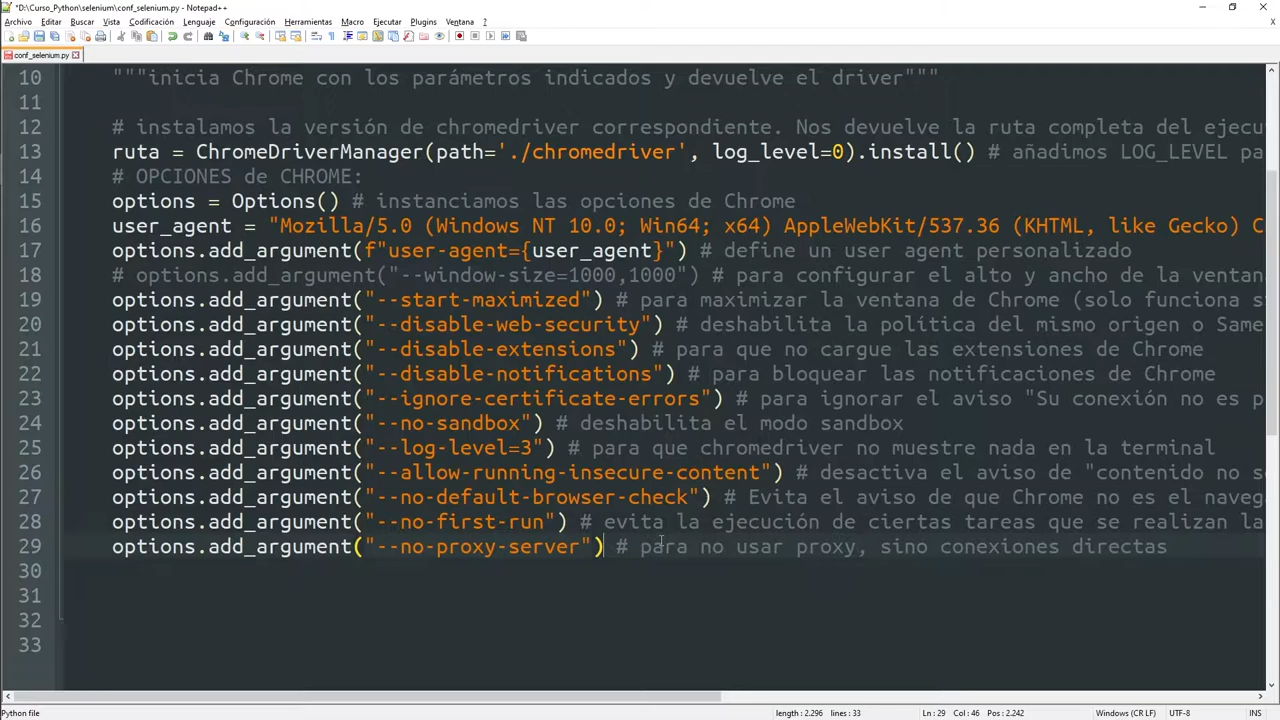 *D:\Curso_Python\selenium\conf_selenium.py - Notepad++
Archivo Editar Buscar Vista Codificación Lenguaje Configuración Herramientas Macro Ejecutar Plugins Ventana ?
conf_selenium.py
10 """inicia Chrome con los parámetros indicados y devuelve el driver"""
11
12 # instalamos la versión de chromedriver correspondiente. Nos devuelve la ruta completa del ejecu
13 ruta = ChromeDriverManager(path='./chromedriver', log_level=0).install() # añadimos LOG_LEVEL pa
14 # OPCIONES de CHROME:
15 options = Options() # instanciamos las opciones de Chrome
16 user_agent = "Mozilla/5.0 (Windows NT 10.0; Win64; x64) AppleWebKit/537.36 (KHTML, like Gecko) C
17 options.add_argument(f"user-agent={user_agent}") # define un user agent personalizado
18 # options.add_argument("--window-size=1000,1000") # para configurar el alto y ancho de la ventan
19 options.add_argument("--start-maximized") # para maximizar la ventana de Chrome (solo funciona s
20 options.add_argument("--disable-web-security") # deshabilita la política del mismo origen o Same
21 options.add_argument("--disable-extensions") # para que no cargue las extensiones de Chrome
22 options.add_argument("--disable-notifications") # para bloquear las notificaciones de Chrome
23 options.add_argument("--ignore-certificate-errors") # para ignorar el aviso "Su conexión no es p
24 options.add_argument("--no-sandbox") # deshabilita el modo sandbox
25 options.add_argument("--log-level=3") # para que chromedriver no muestre nada en la terminal
26 options.add_argument("--allow-running-insecure-content") # desactiva el aviso de "contenido no s
27 options.add_argument("--no-default-browser-check") # Evita el aviso de que Chrome no es el naveg
28 options.add_argument("--no-first-run") # evita la ejecución de ciertas tareas que se realizan la
29 options.add_argument("--no-proxy-server") # para no usar proxy, sino conexiones directas
30
31
32
33
Python file length : 2.296 lines : 33 Ln : 29 Col : 46 Pos : 2.242 Windows (CR LF) UTF-8 INS